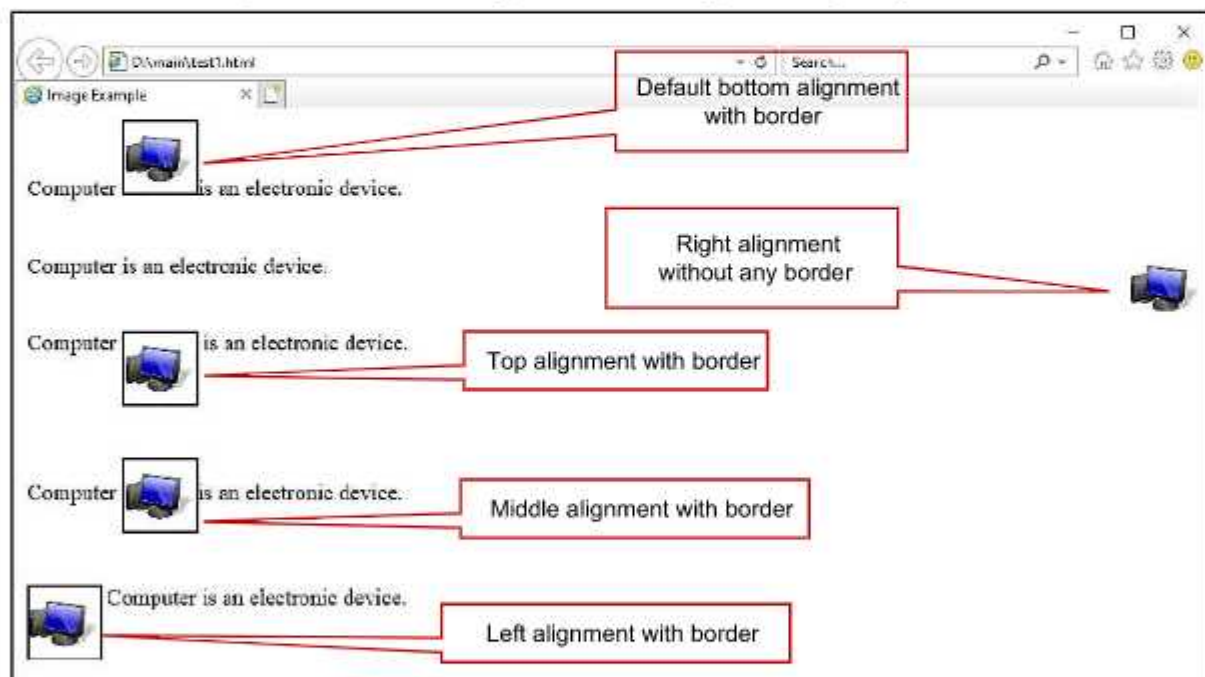 D:\main\test1.html
Search...
Image Example
Default bottom alignment
with border
Computer is an electronic device.
Right alignment
without any border
Computer is an electronic device.
Computer is an electronic device.
Top alignment with border
Computer is an electronic device.
Middle alignment with border
Computer is an electronic device.
Left alignment with border